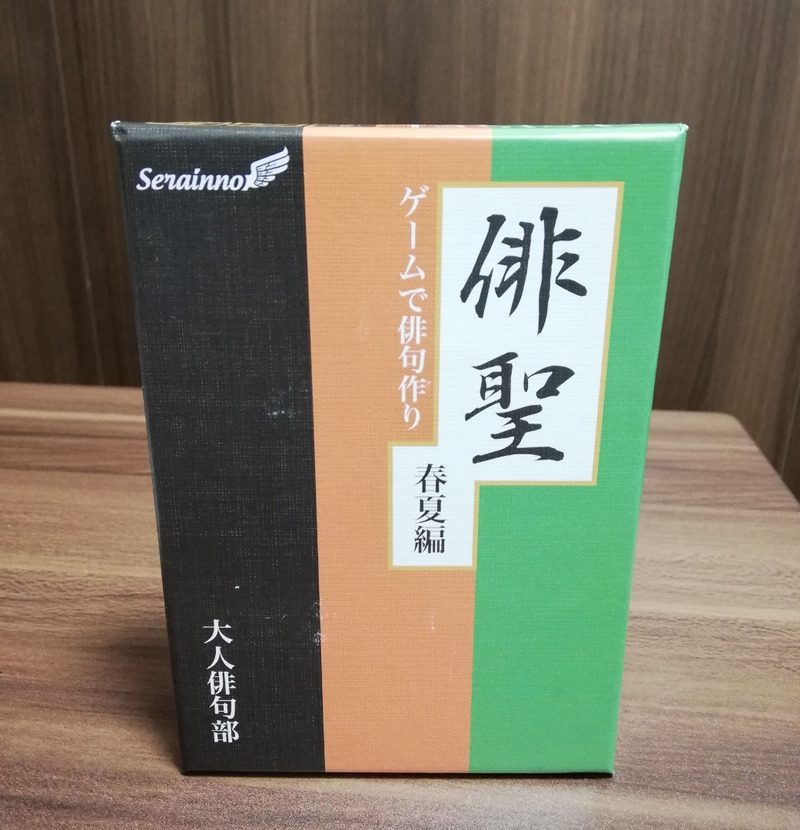 Serainno
俳聖
ゲームで俳句作り
春夏編
大人俳句部